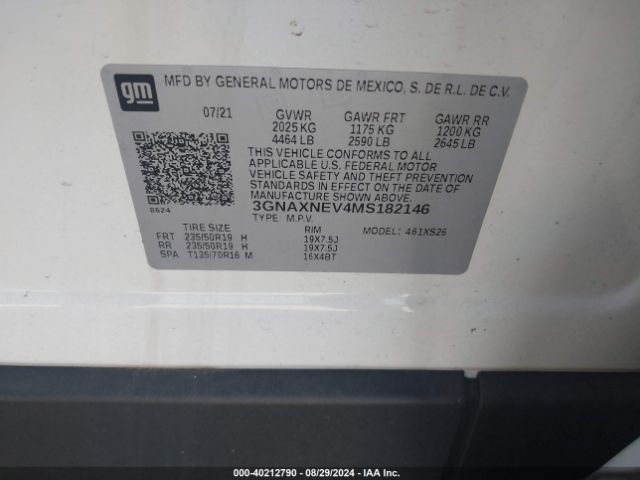 gm
MFD BY GENERAL MOTORS DE MEXICO, S. DE R.L. DE C.V.
07/21 GVWR GAWR FRT GAWR RR
2025 KG 1175 KG 1200 KG
4464 LB 2590 LB 2645 LB
THIS VEHICLE CONFORMS TO ALL
APPLICABLE U.S. FEDERAL MOTOR
VEHICLE SAFETY AND THEFT PREVENTION
STANDARDS IN EFFECT ON THE DATE OF
MANUFACTURE SHOWN ABOVE.
3GNAXNEV4MS182146
8624
TYPE: M.P.V.
TIRE SIZE RIM MODEL: 461XS26
FRT 235/50R19 H 19X7.5J
RR 235/50R19 H 19X7.5J
SPA T135/70R16 M 16X4BT
000-40212790 - 08/29/2024 - IAA Inc.